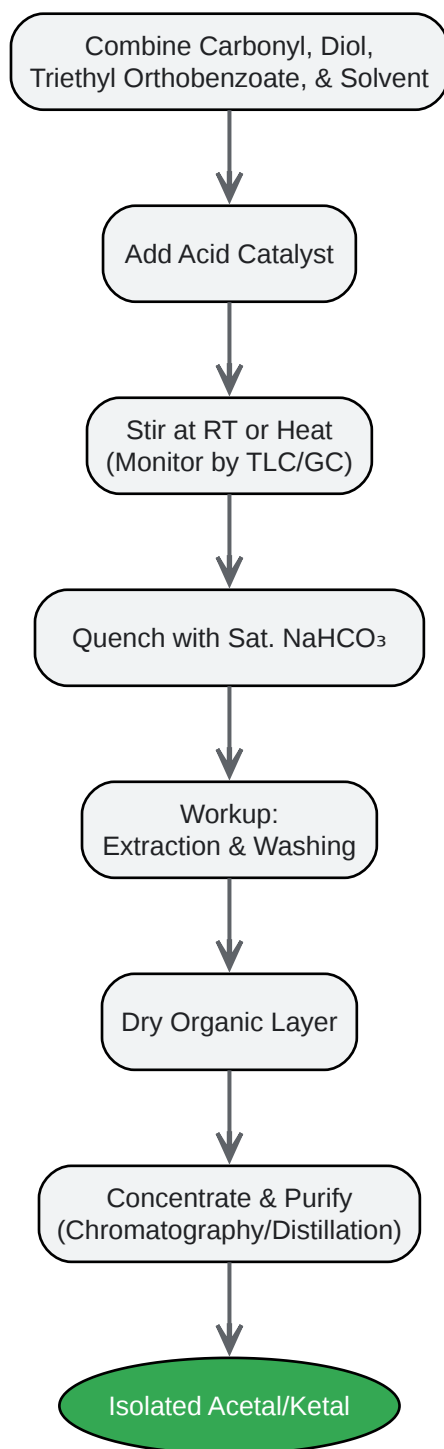 Combine Carbonyl, Diol,
Triethyl Orthobenzoate, & Solvent
Add Acid Catalyst
Stir at RT or Heat
(Monitor by TLC/GC)
Quench with Sat. NaHCO₃
Workup:
Extraction & Washing
Dry Organic Layer
Concentrate & Purify
(Chromatography/Distillation)
Isolated Acetal/Ketal